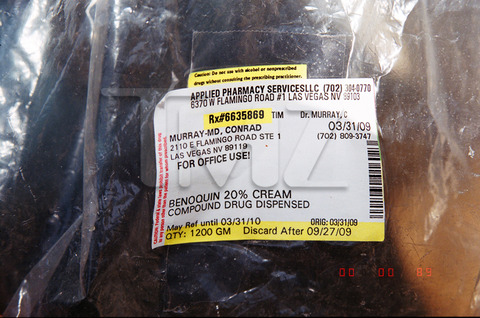 Caution: Do not use with alcohol or nonprescribed
drugs without consulting the prescribing practitioner.
APPLIED PHARMACY SERVICESLLC (702) 304-0770
6370 W FLAMINGO ROAD #1 LAS VEGAS NV 89103
Rx#6635869 TIM Dr. MURRAY, C
MURRAY-MD, CONRAD 03/31/09
2110 E FLAMINGO ROAD STE 1 (702) 809-3747
LAS VEGAS NV 89119
FOR OFFICE USE!
TMZ
BENOQUIN 20% CREAM
COMPOUND DRUG DISPENSED
May Ref until 03/31/10 ORIG: 03/31/09
QTY: 1200 GM Discard After 09/27/09